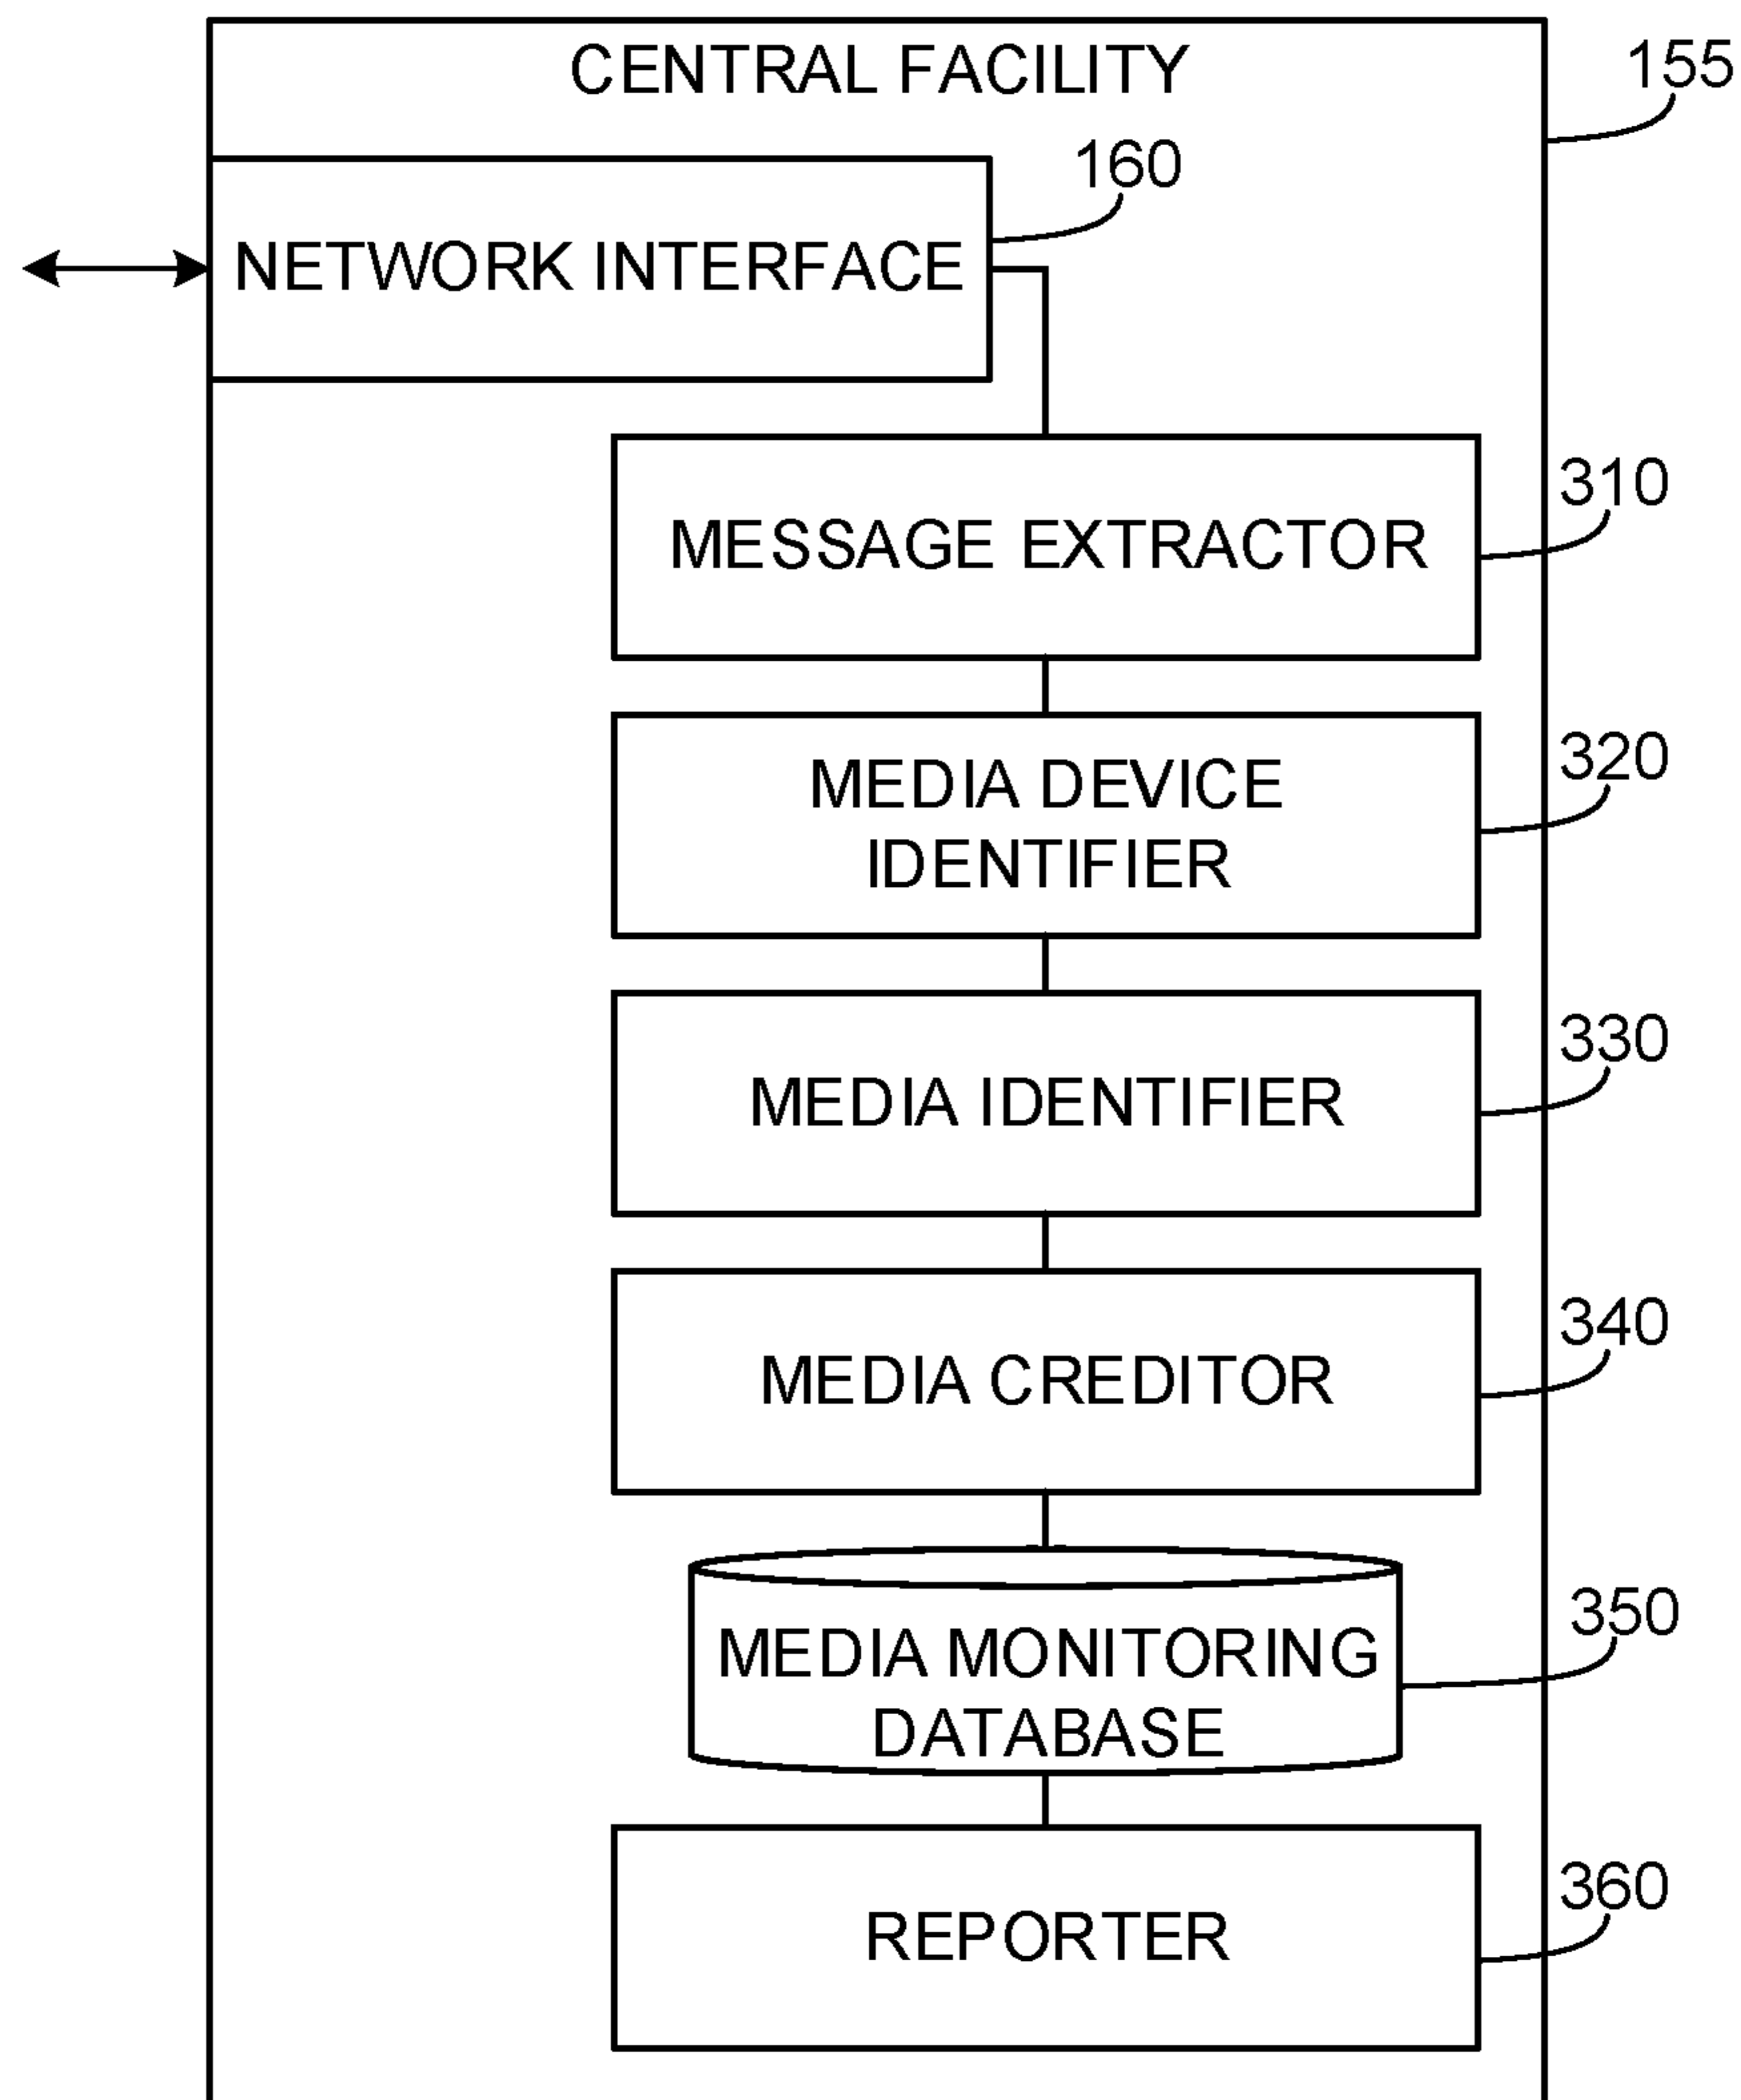 CENTRAL FACILITY
155
160
NETWORK INTERFACE
310
MESSAGE EXTRACTOR
320
MEDIA DEVICE
IDENTIFIER
330
MEDIA IDENTIFIER
340
MEDIA CREDITOR
350
MEDIA MONITORING
DATABASE
360
REPORTER